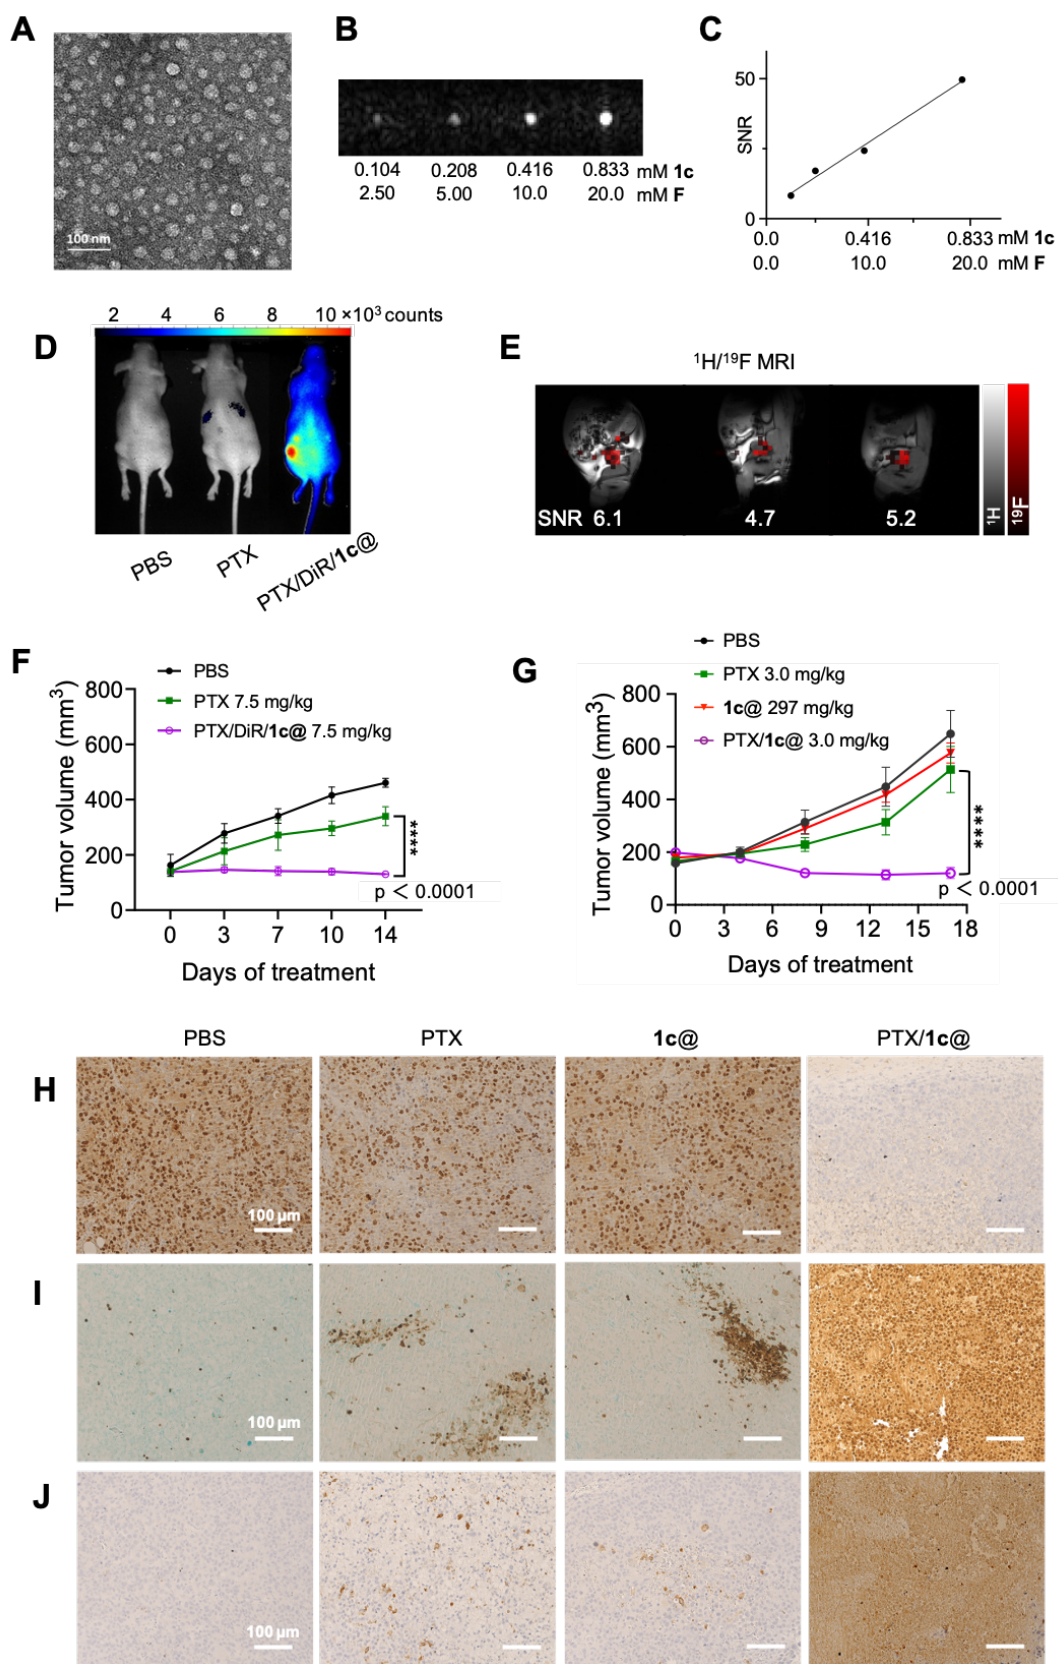 A
B
C
100 nm
0.104 0.208 0.416 0.833 mM 1c
2.50 5.00 10.0 20.0 mM F
50
SNR
0
0.0 0.416 0.833 mM 1c
0.0 10.0 20.0 mM F
D
2 4 6 8 10 ×10³ counts
PBS
PTX
PTX/DiR/1c@
E
¹H/¹⁹F MRI
SNR 6.1 4.7 5.2
¹H
¹⁹F
F
PBS
PTX 7.5 mg/kg
PTX/DiR/1c@ 7.5 mg/kg
Tumor volume (mm³)
800
600
400
200
0
****
p < 0.0001
0 3 7 10 14
Days of treatment
G
PBS
PTX 3.0 mg/kg
1c@ 297 mg/kg
PTX/1c@ 3.0 mg/kg
Tumor volume (mm³)
800
600
400
200
0
****
p < 0.0001
0 3 6 9 12 15 18
Days of treatment
PBS PTX 1c@ PTX/1c@
H
100 μm
I
100 μm
J
100 μm